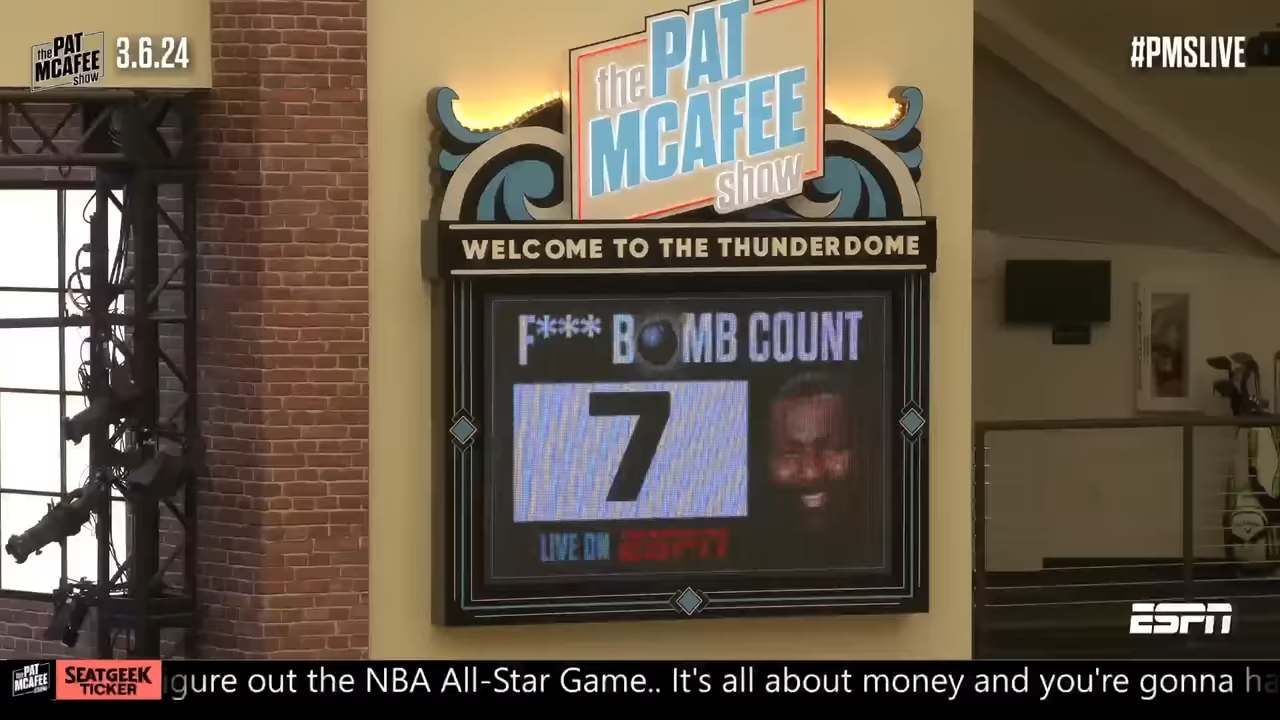 the PAT MCAFEE show
3.6.24
#PMSLIVE
the PAT
MCAFEE
show
WELCOME TO THE THUNDERDOME
F*** BOMB COUNT
7
LIVE ON ESPN
ESPN
the PAT MCAFEE show
SEATGEEK
TICKER
gure out the NBA All-Star Game.. It's all about money and you're gonna ha